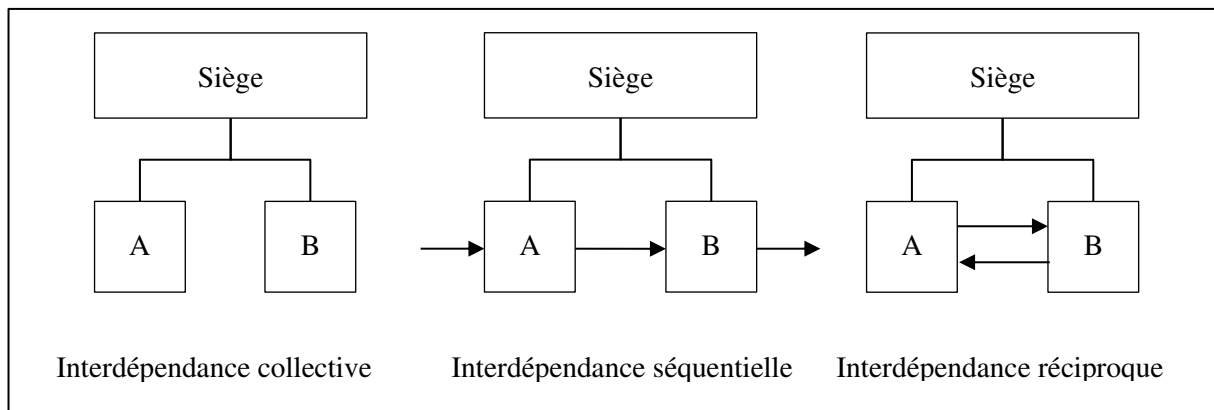 Siège Siège Siège
A B A B A B
Interdépendance collective Interdépendance séquentielle Interdépendance réciproque